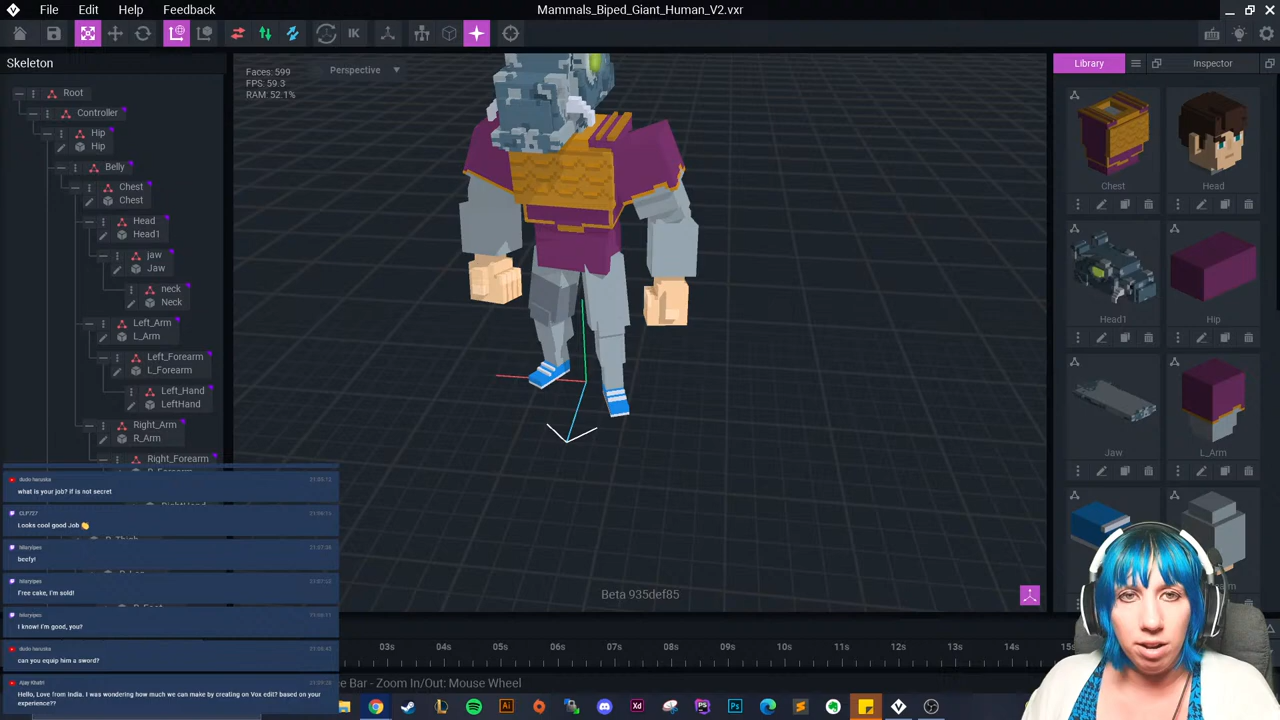 File Edit Help Feedback
Mammals_Biped_Giant_Human_V2.vxr
IK
Skeleton
Root
Controller
Hip
Hip
Belly
Chest
Chest
Head
Head1
jaw
Jaw
neck
Neck
Left_Arm
L_Arm
Left_Forearm
L_Forearm
Left_Hand
LeftHand
Right_Arm
R_Arm
Right_Forearm
Faces: 599
FPS: 59.3
RAM: 52.1%
Perspective
Library
Inspector
Chest
Head
Head1
Hip
Jaw
L_Arm
Beta 935def85
03s 04s 05s 06s 07s 08s 09s 10s 11s 12s 13s
e Bar - Zoom In/Out: Mouse Wheel
what is your job? if is not secret
CLP727
Looks cool good Job 👏
beefy!
Free cake, I'm sold!
I know! I'm good, you?
can you equip him a sword?
Ajay Khatri
Hello, Love from India. I was wondering how much we can make by creating on Vox edit? based on your
experience??